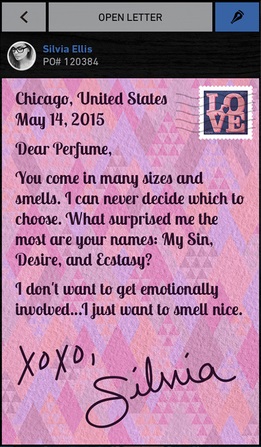 OPEN LETTER
Silvia Ellis
PO# 120384
Chicago, United States
May 14, 2015
LOVE
Dear Perfume,
You come in many sizes and
smells. I can never decide which to
choose. What surprised me the
most are your names: My Sin,
Desire, and Ecstasy?
I don't want to get emotionally
involved...I just want to smell nice.
xoxo,
Silvia